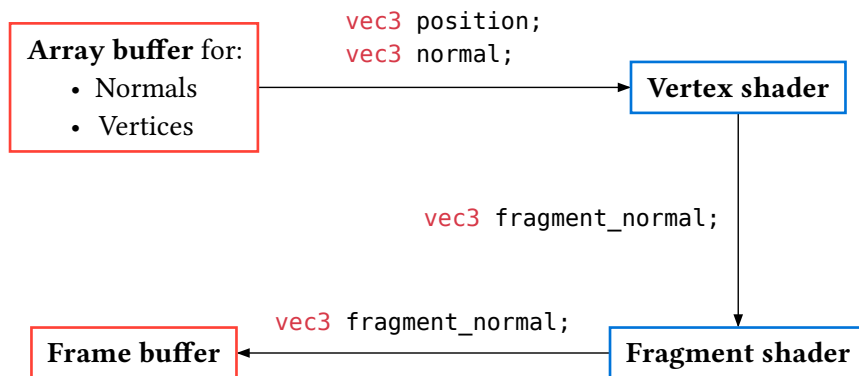 vec3 position;
vec3 normal;
Array buffer for:
• Normals
• Vertices
Vertex shader
vec3 fragment_normal;
vec3 fragment_normal;
Frame buffer
Fragment shader